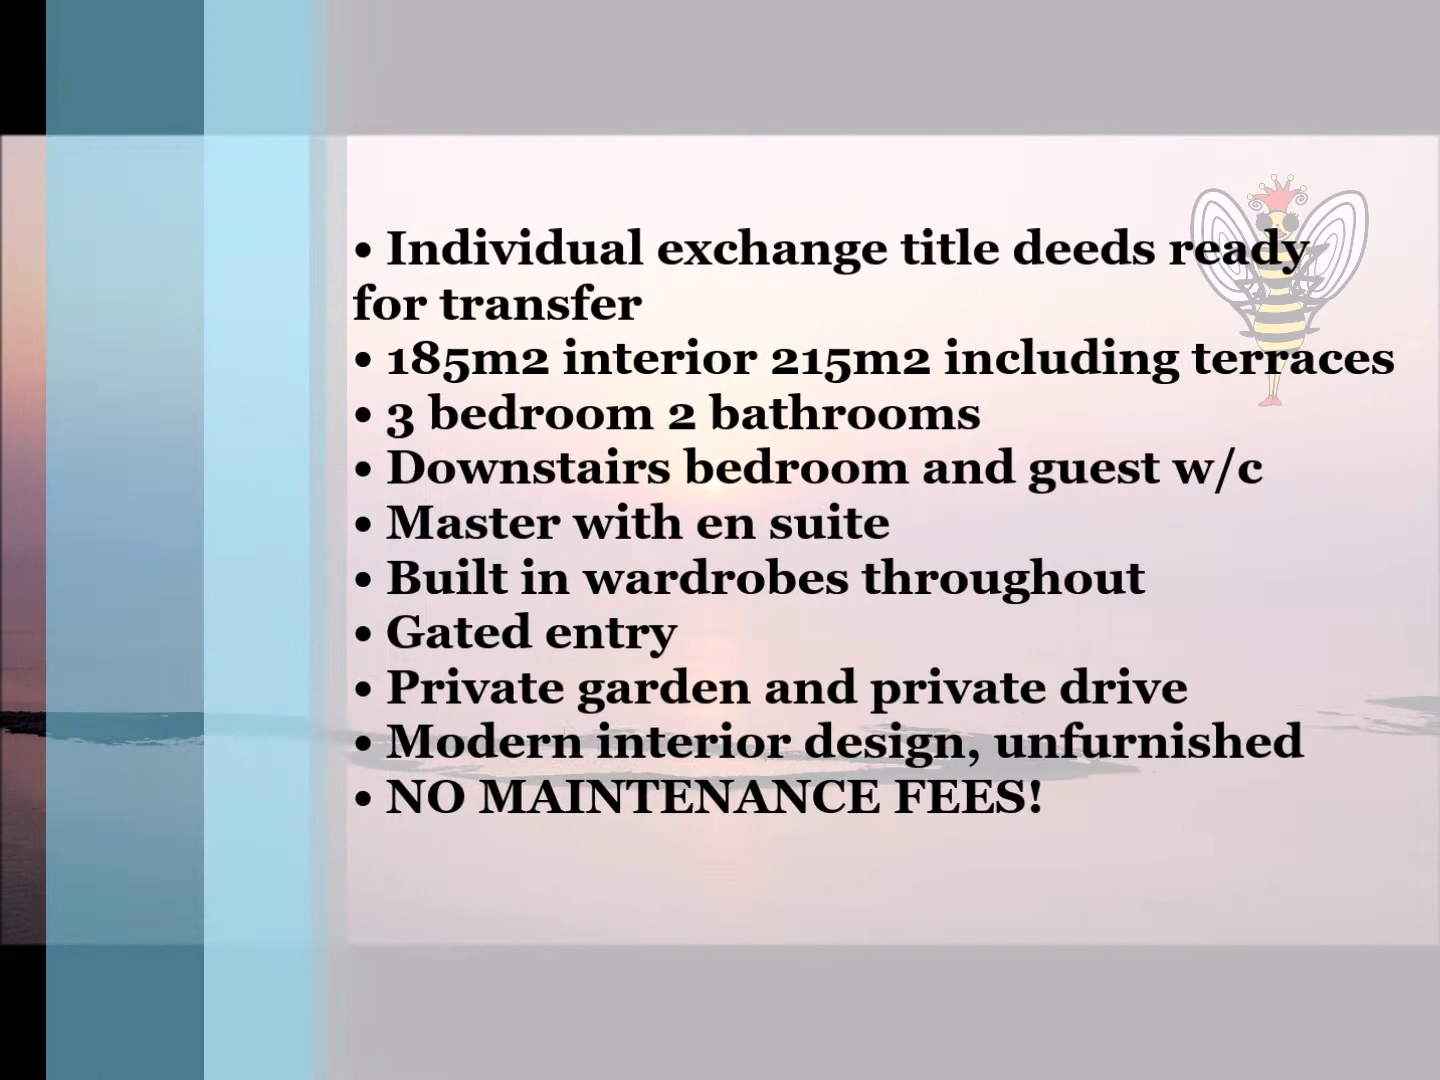 • Individual exchange title deeds ready
for transfer
• 185m2 interior 215m2 including terraces
• 3 bedroom 2 bathrooms
• Downstairs bedroom and guest w/c
• Master with en suite
• Built in wardrobes throughout
• Gated entry
• Private garden and private drive
• Modern interior design, unfurnished
• NO MAINTENANCE FEES!